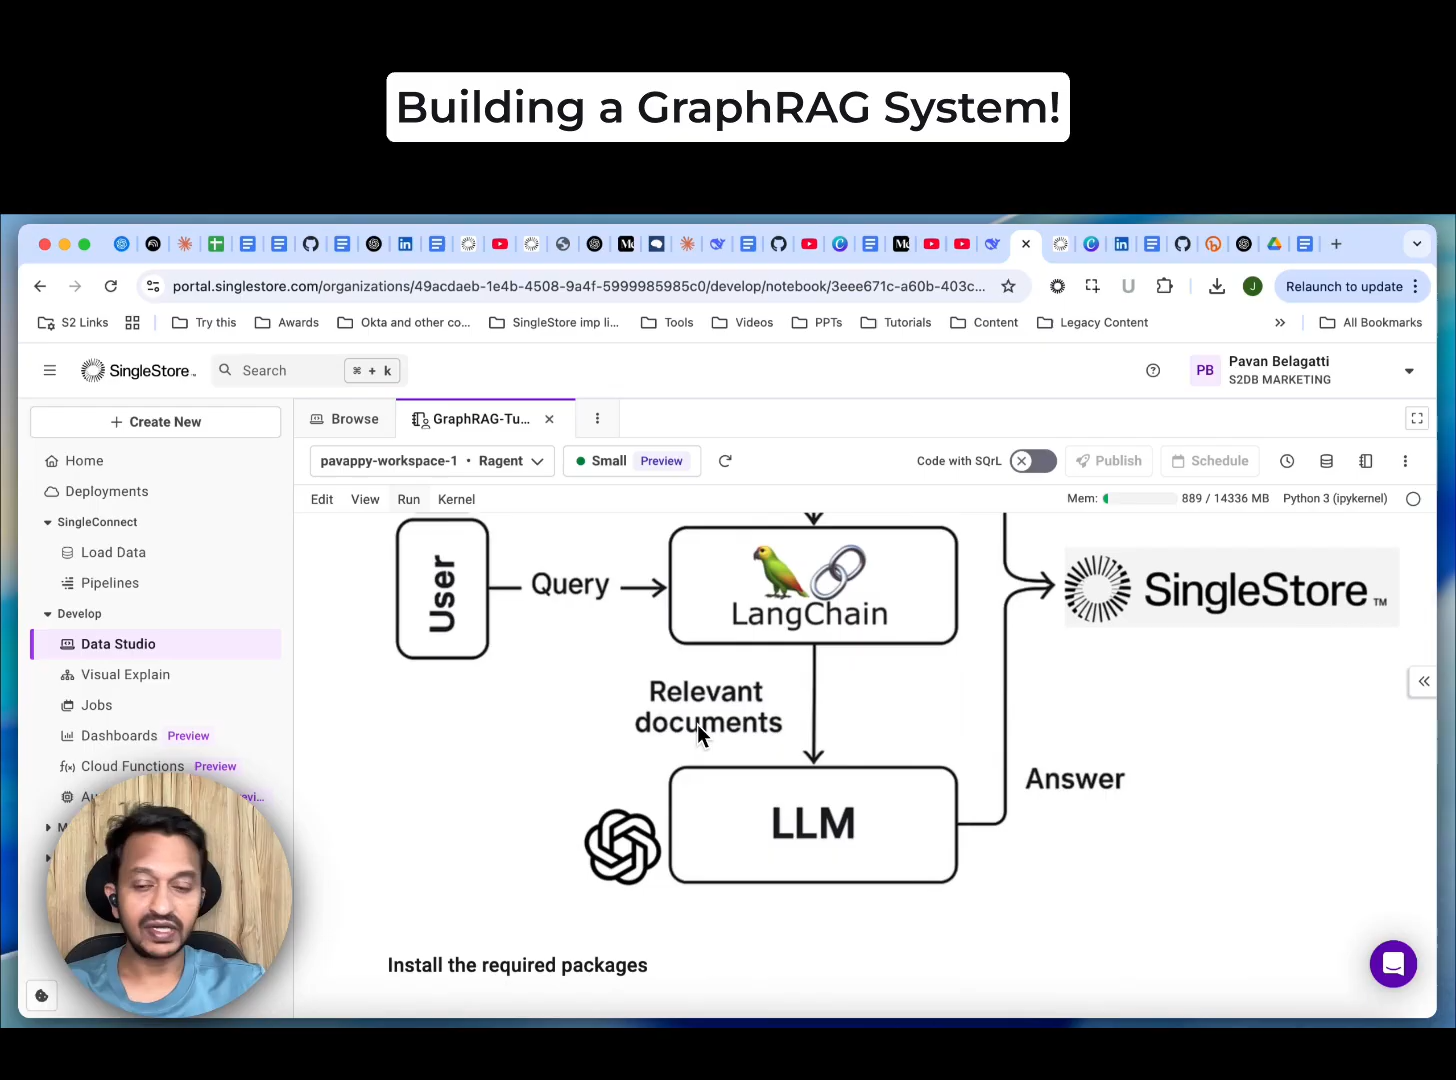 Building a GraphRAG System!
portal.singlestore.com/organizations/49acdaeb-1e4b-4508-9a4f-5999985985c0/develop/notebook/3eee671c-a60b-403c...
J
Relaunch to update
S2 Links
Try this
Awards
Okta and other co...
SingleStore imp li...
Tools
Videos
PPTs
Tutorials
Content
Legacy Content
All Bookmarks
SingleStore
Search
⌘ + k
PB
Pavan Belagatti
S2DB MARKETING
+ Create New
Home
Deployments
SingleConnect
Load Data
Pipelines
Develop
Data Studio
Visual Explain
Jobs
Dashboards Preview
Cloud Functions Preview
Browse
GraphRAG-Tu...
pavappy-workspace-1 • Ragent
Small Preview
Code with SQrL
Publish
Schedule
Edit View Run Kernel
Mem: 889 / 14336 MB Python 3 (ipykernel)
User
Query
LangChain
SingleStore™
Relevant
documents
LLM
Answer
Install the required packages